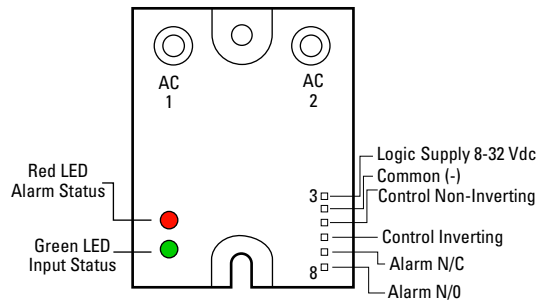 AC
1
AC
2
Red LED
Alarm Status
Green LED
Input Status
3
8
Logic Supply 8-32 Vdc
Common (-)
Control Non-Inverting
Control Inverting
Alarm N/C
Alarm N/0